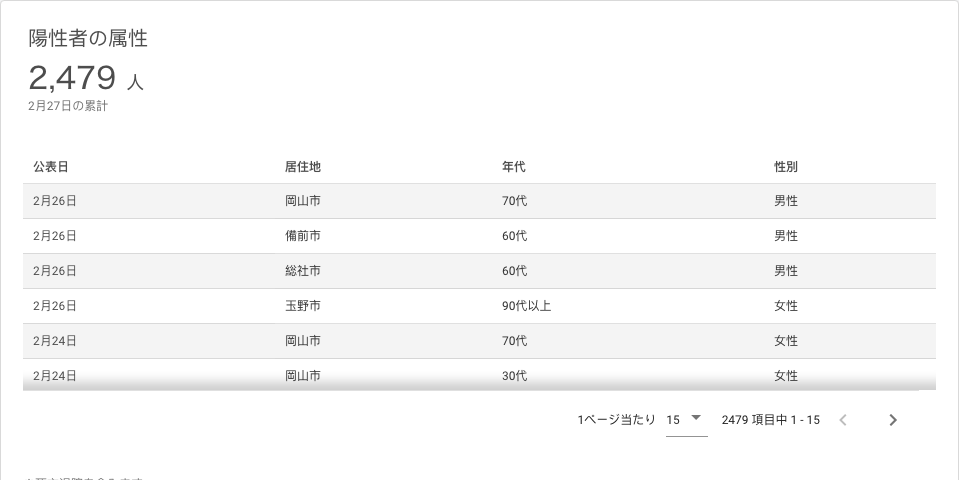 陽性者の属性
2,479 人
2月27日の累計
公表日 居住地 年代 性別
2月26日 岡山市 70代 男性
2月26日 備前市 60代 男性
2月26日 総社市 60代 男性
2月26日 玉野市 90代以上 女性
2月24日 岡山市 70代 女性
2月24日 岡山市 30代 女性
1ページ当たり 15 2479 項目中 1 - 15